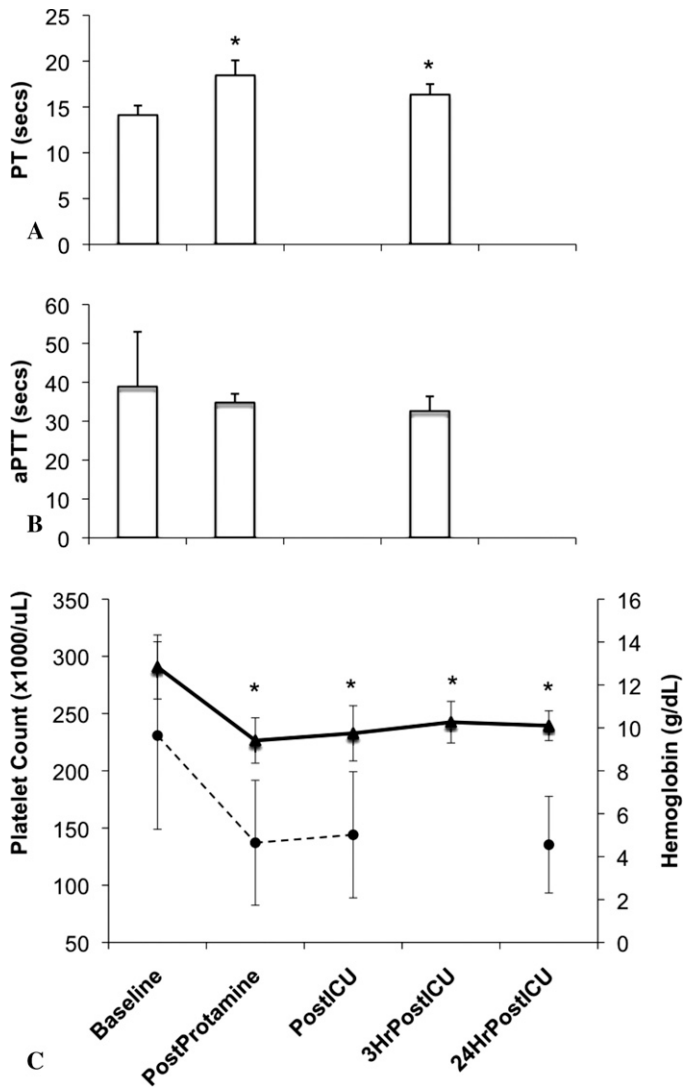 25
*
20
*
15
10
5
0
PT (secs)
A
60
50
40
30
20
10
0
aPTT (secs)
B
350
300
250
200
150
100
50
Platelet Count (x1000/uL)
* * * *
16
14
12
10
8
6
4
2
0
Hemoglobin (g/dL)
Baseline
PostProtamine
PostICU
3HrPostICU
24HrPostICU
C